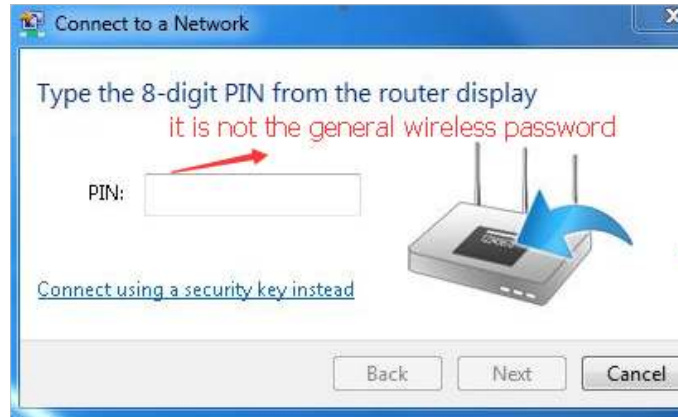 Connect to a Network
Type the 8-digit PIN from the router display
it is not the general wireless password
PIN:
Connect using a security key instead
Back Next Cancel